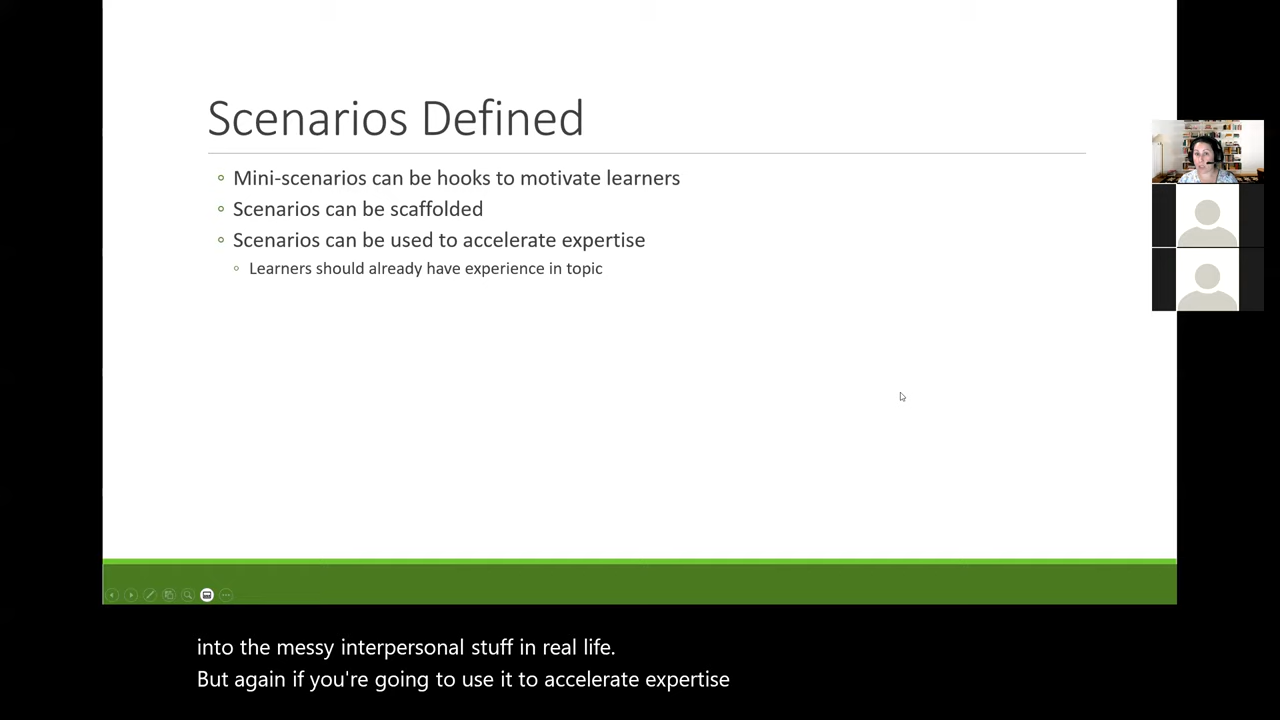 Scenarios Defined
Mini-scenarios can be hooks to motivate learners
Scenarios can be scaffolded
Scenarios can be used to accelerate expertise
Learners should already have experience in topic
into the messy interpersonal stuff in real life.
But again if you're going to use it to accelerate expertise